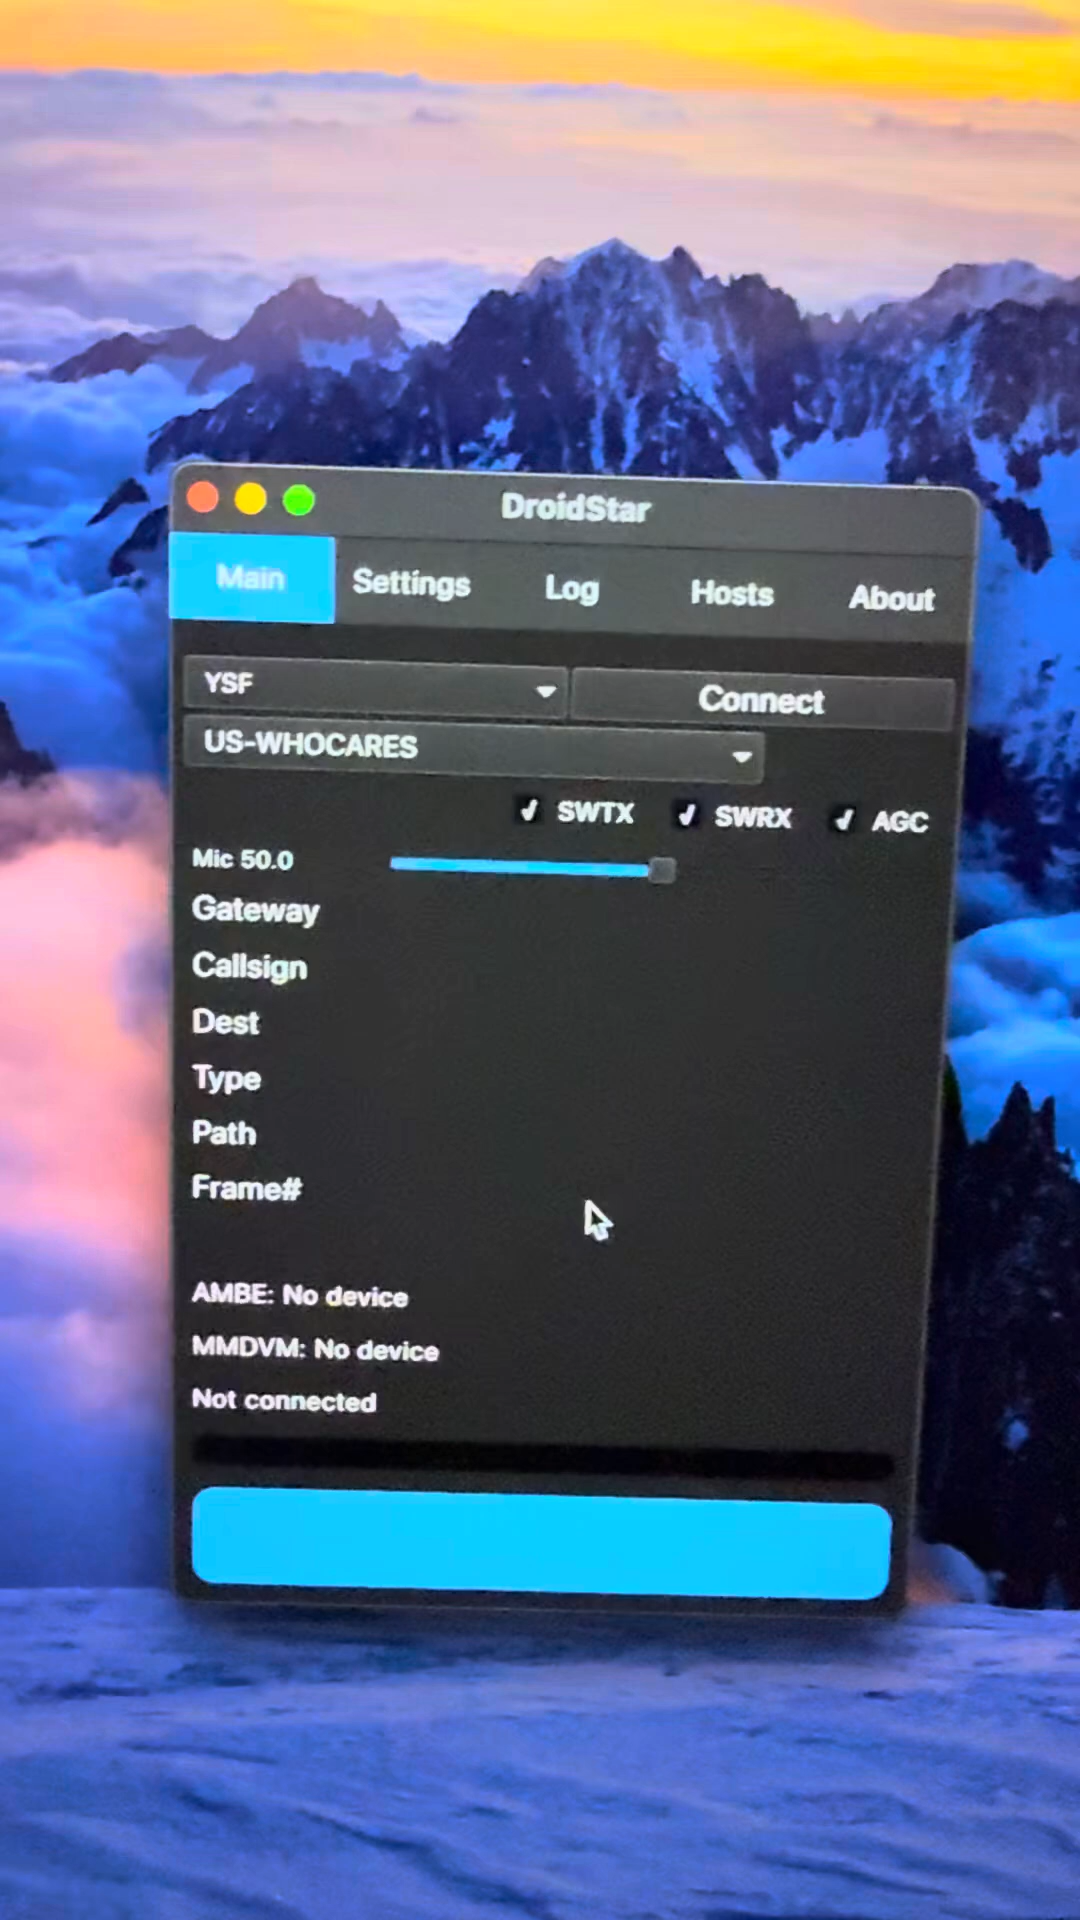 DroidStar
Main Settings Log Hosts About
YSF Connect
US-WHOCARES
SWTX SWRX AGC
Mic 50.0
Gateway
Callsign
Dest
Type
Path
Frame#
AMBE: No device
MMDVM: No device
Not connected